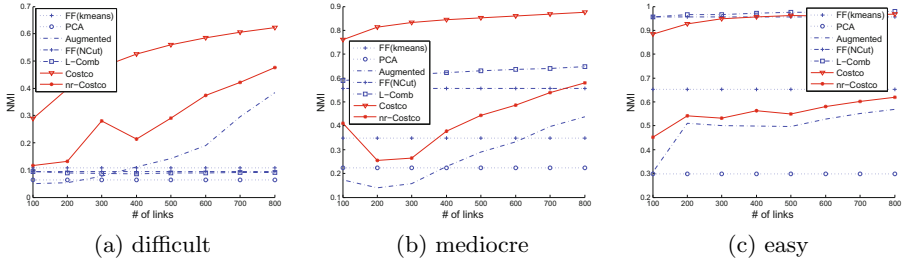 0.7
0.6
0.5
0.4
0.3
0.2
0.1
0
NMI
FF(kmeans)
PCA
Augmented
FF(NCut)
L-Comb
Costco
nr-Costco
100 200 300 400 500 600 700 800
# of links
(a) difficult
0.9
0.8
0.7
0.6
0.5
0.4
0.3
0.2
0.1
NMI
FF(kmeans)
PCA
Augmented
FF(NCut)
L-Comb
Costco
nr-Costco
100 200 300 400 500 600 700 800
# of links
(b) mediocre
1
0.9
0.8
0.7
0.6
0.5
0.4
0.3
0.2
NMI
FF(kmeans)
PCA
Augmented
FF(NCut)
L-Comb
Costco
nr-Costco
100 200 300 400 500 600 700 800
# of links
(c) easy